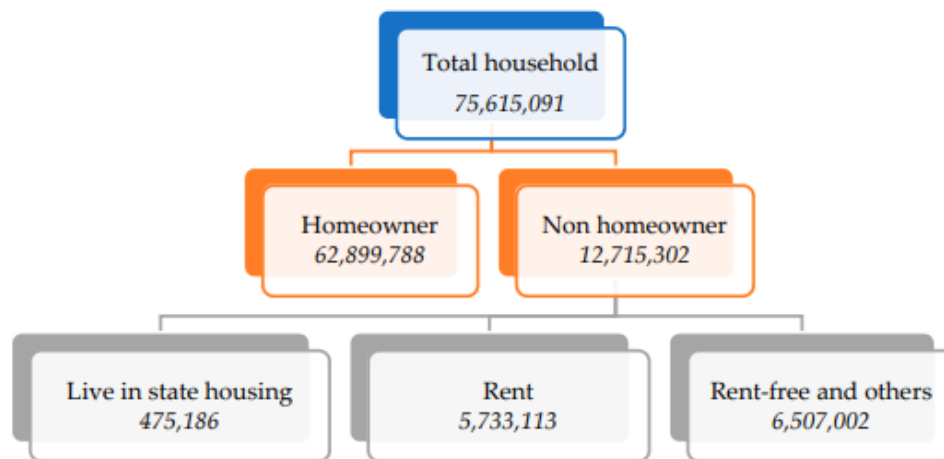 Total household
75,615,091
Homeowner
62,899,788
Non homeowner
12,715,302
Live in state housing
475,186
Rent
5,733,113
Rent-free and others
6,507,002